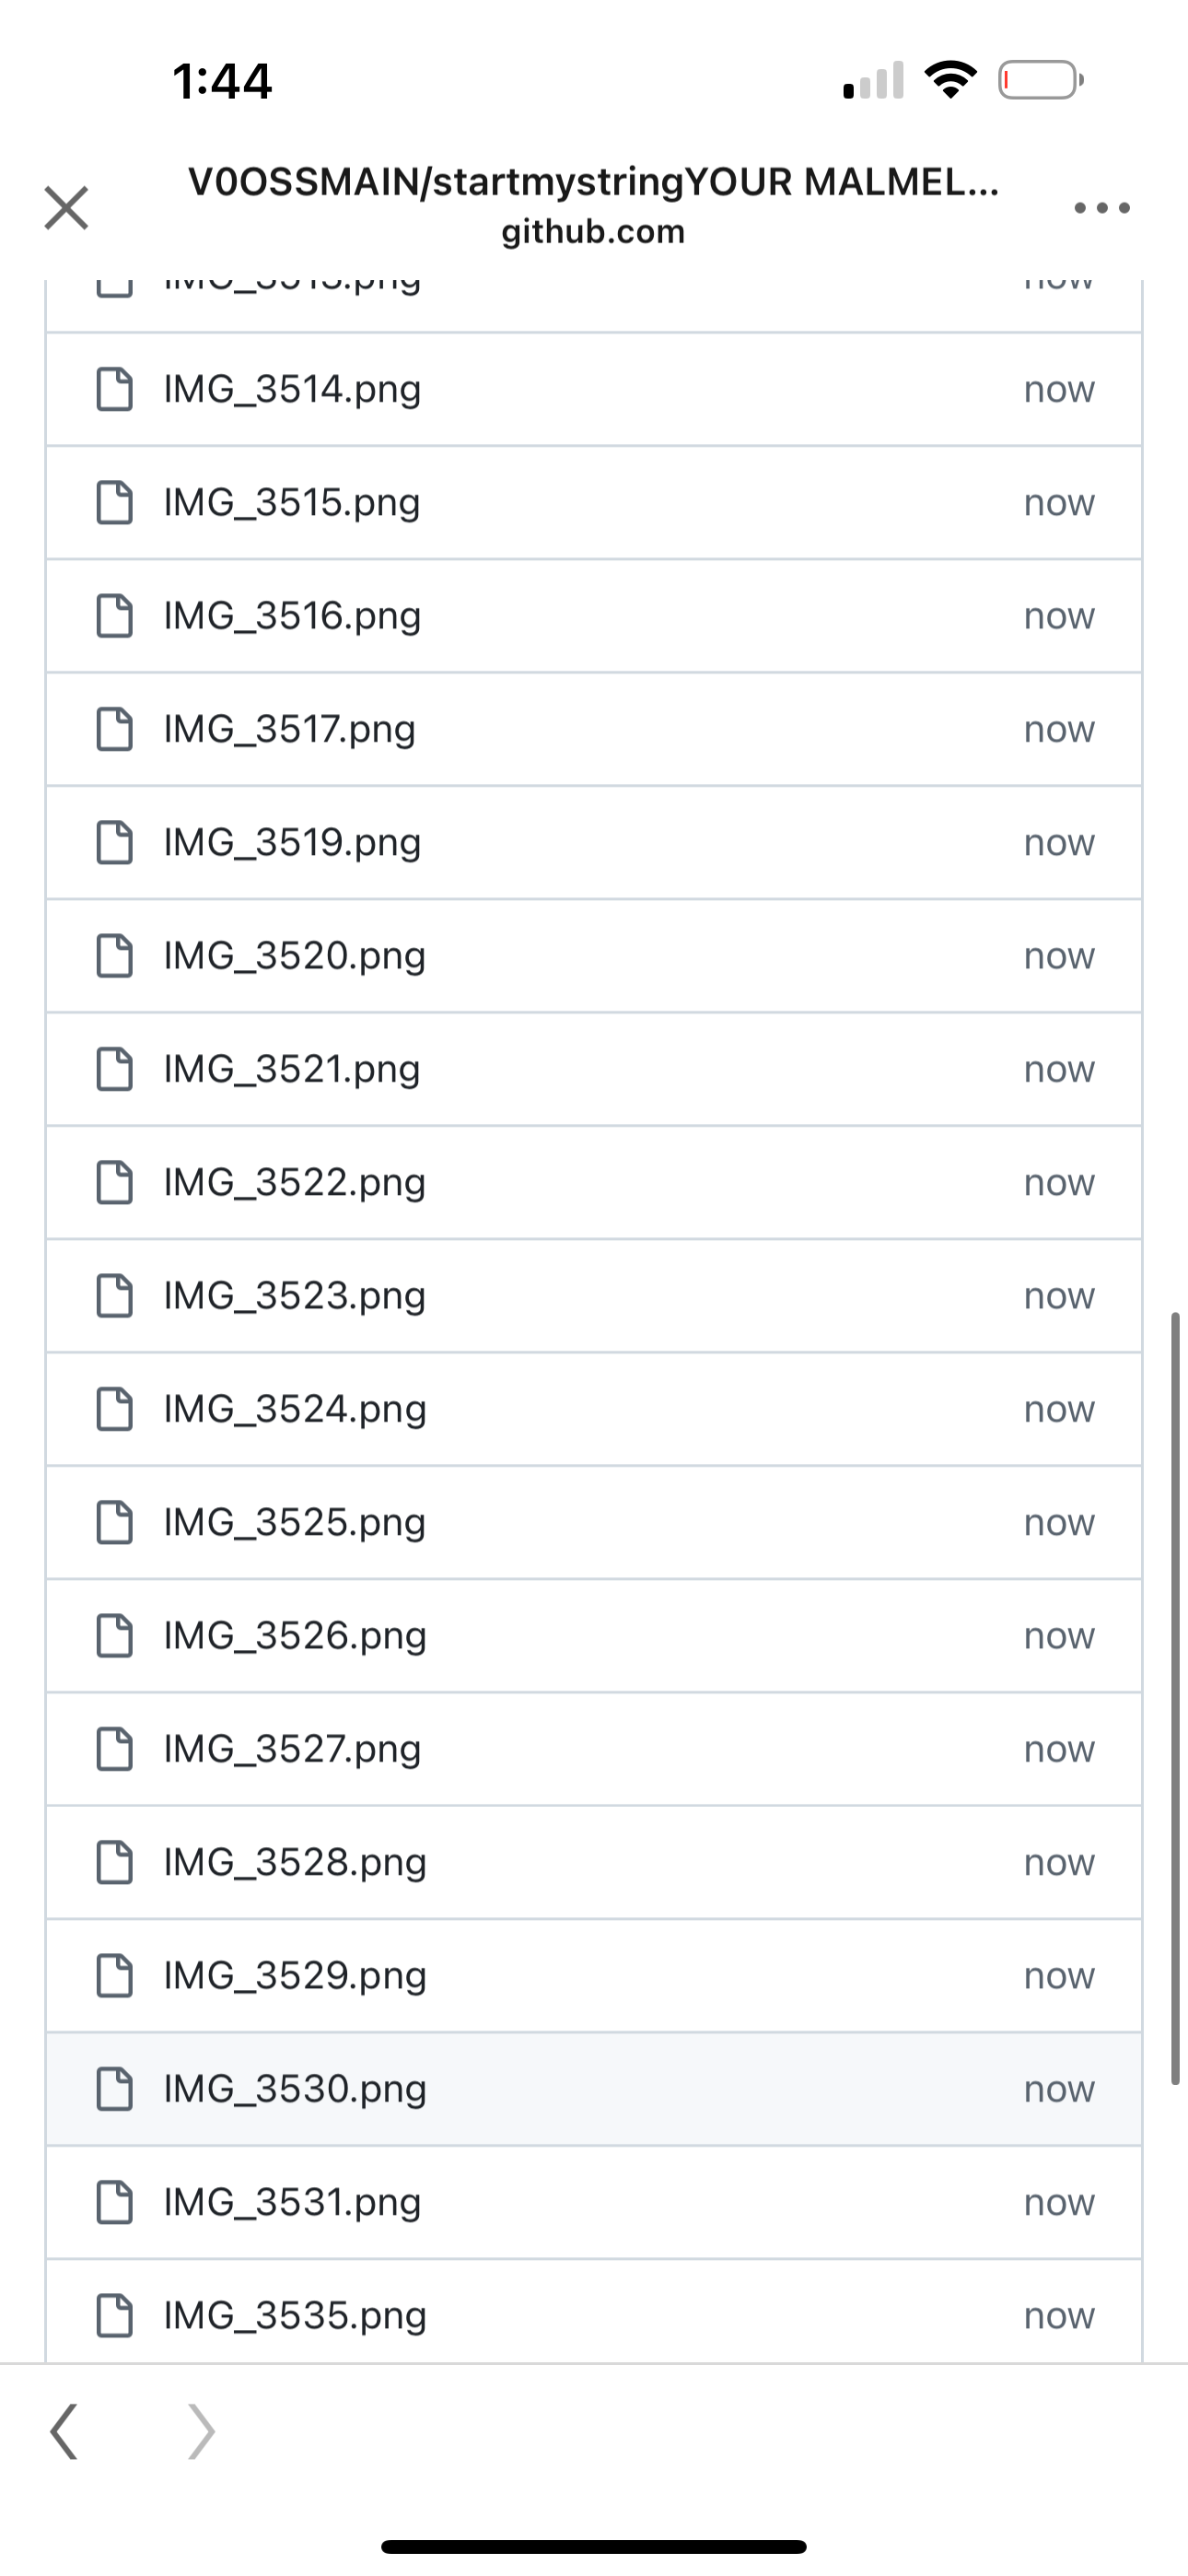 1:44
V0OSSMAIN/startmystringYOUR MALMEL...
github.com
IMG_3514.png now
IMG_3515.png now
IMG_3516.png now
IMG_3517.png now
IMG_3519.png now
IMG_3520.png now
IMG_3521.png now
IMG_3522.png now
IMG_3523.png now
IMG_3524.png now
IMG_3525.png now
IMG_3526.png now
IMG_3527.png now
IMG_3528.png now
IMG_3529.png now
IMG_3530.png now
IMG_3531.png now
IMG_3535.png now